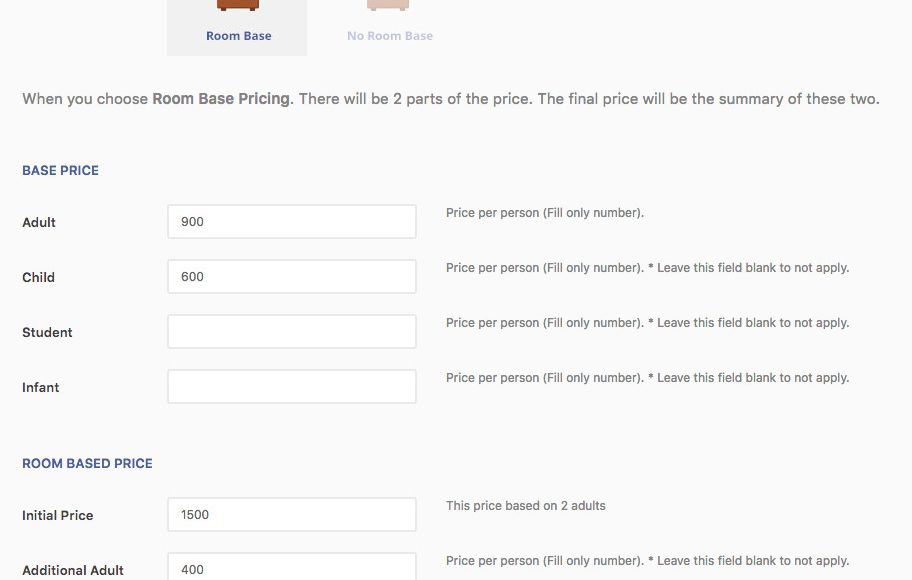 Room Base No Room Base
When you choose Room Base Pricing. There will be 2 parts of the price. The final price will be the summary of these two.
BASE PRICE
Adult 900 Price per person (Fill only number).
Child 600 Price per person (Fill only number). * Leave this field blank to not apply.
Student Price per person (Fill only number). * Leave this field blank to not apply.
Infant Price per person (Fill only number). * Leave this field blank to not apply.
ROOM BASED PRICE
Initial Price 1500 This price based on 2 adults
Additional Adult 400 Price per person (Fill only number). * Leave this field blank to not apply.